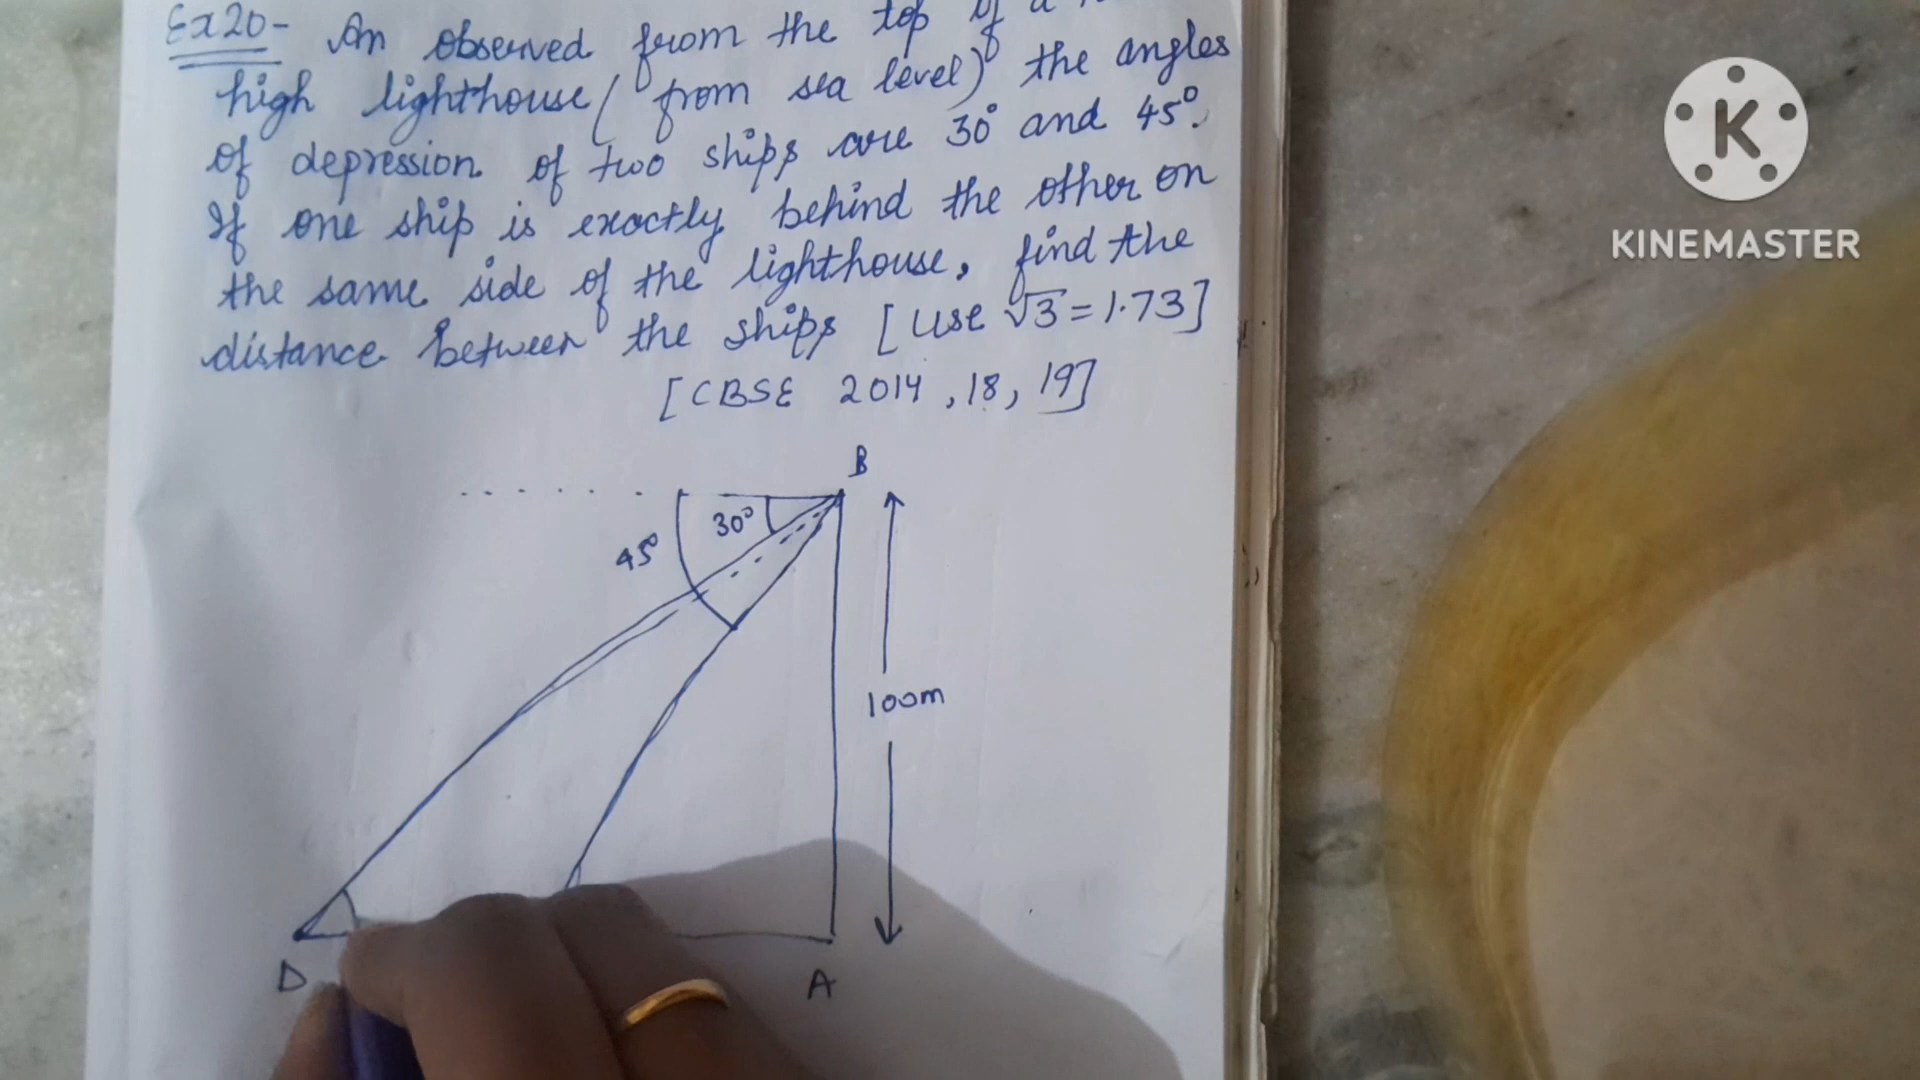 Ex 20- An observed from the top of a
high lighthouse (from sea level) the angles
of depression of two ships are 30° and 45°.
If one ship is exactly behind the other on
the same side of the lighthouse, find the
distance between the ships [Use √3 = 1.73]
[CBSE 2014, 18, 19]
B
30°
45°
100m
D
A
K
KINEMASTER